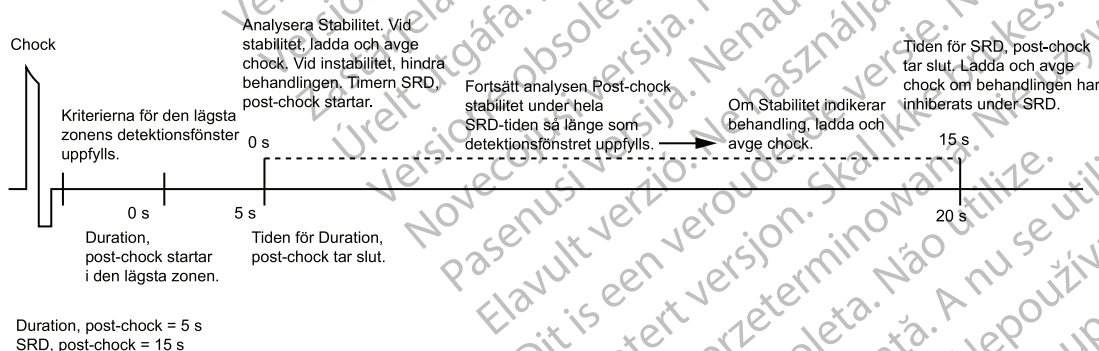 Chock
Analysera Stabilitet. Vid
stabilitet, ladda och avge
chock. Vid instabilitet, hindra
behandlingen. Timern SRD,
post-chock startar.
Kriterierna för den lägsta
zonens detektionsfönster
uppfylls.
0 s
Fortsätt analysen Post-chock
stabilitet under hela
SRD-tiden så länge som
detektionsfönstret uppfylls.
Om Stabilitet indikerar
behandling, ladda och
avge chock.
Tiden för SRD, post-chock
tar slut. Ladda och avge
chock om behandlingen har
inhiberats under SRD.
15 s
0 s
5 s
20 s
Duration,
post-chock startar
i den lägsta zonen.
Tiden för Duration,
post-chock tar slut.
Duration, post-chock = 5 s
SRD, post-chock = 15 s